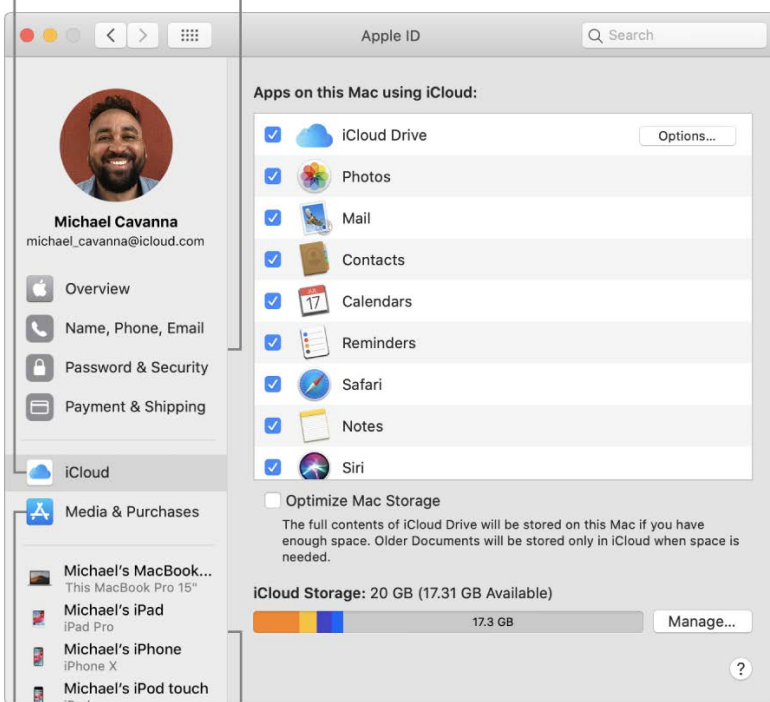 Apple ID
Search
Michael Cavanna
michael_cavanna@icloud.com
Overview
Name, Phone, Email
Password & Security
Payment & Shipping
iCloud
Media & Purchases
Michael's MacBook...
This MacBook Pro 15"
Michael's iPad
iPad Pro
Michael's iPhone
iPhone X
Michael's iPod touch
Apps on this Mac using iCloud:
iCloud Drive
Options...
Photos
Mail
Contacts
JUL
17
Calendars
Reminders
Safari
Notes
Siri
Optimize Mac Storage
The full contents of iCloud Drive will be stored on this Mac if you have
enough space. Older Documents will be stored only in iCloud when space is
needed.
iCloud Storage: 20 GB (17.31 GB Available)
17.3 GB
Manage...
?